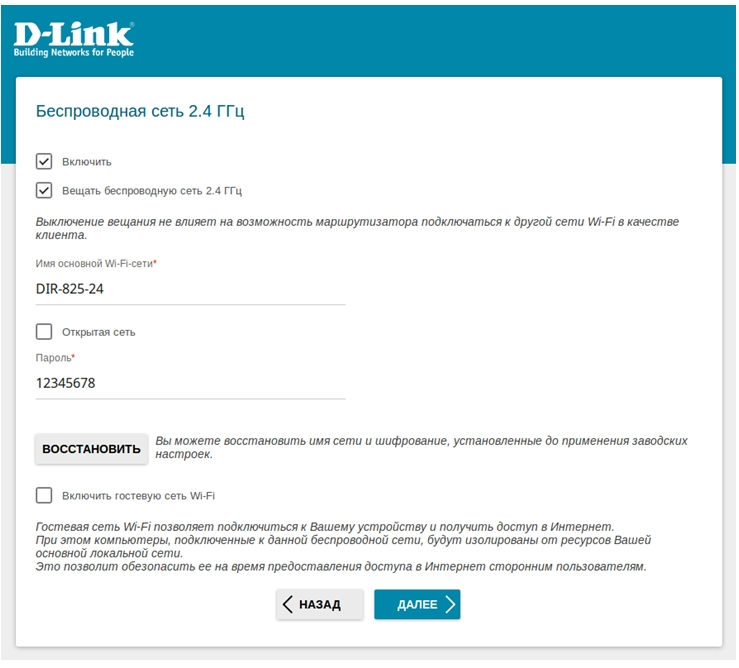 D-Link
Building Networks for People
Беспроводная сеть 2.4 ГГц
Включить
Вещать беспроводную сеть 2.4 ГГц
Выключение вещания не влияет на возможность маршрутизатора подключаться к другой сети Wi-Fi в качестве
клиента.
Имя основной Wi-Fi-сети*
DIR-825-24
Открытая сеть
Пароль*
12345678
ВОССТАНОВИТЬ
Вы можете восстановить имя сети и шифрование, установленные до применения заводских
настроек.
Включить гостевую сеть Wi-Fi
Гостевая сеть Wi-Fi позволяет подключиться к Вашему устройству и получить доступ в Интернет.
При этом компьютеры, подключенные к данной беспроводной сети, будут изолированы от ресурсов Вашей
основной локальной сети.
Это позволит обезопасить ее на время предоставления доступа в Интернет сторонним пользователям.
НАЗАД
ДАЛЕЕ